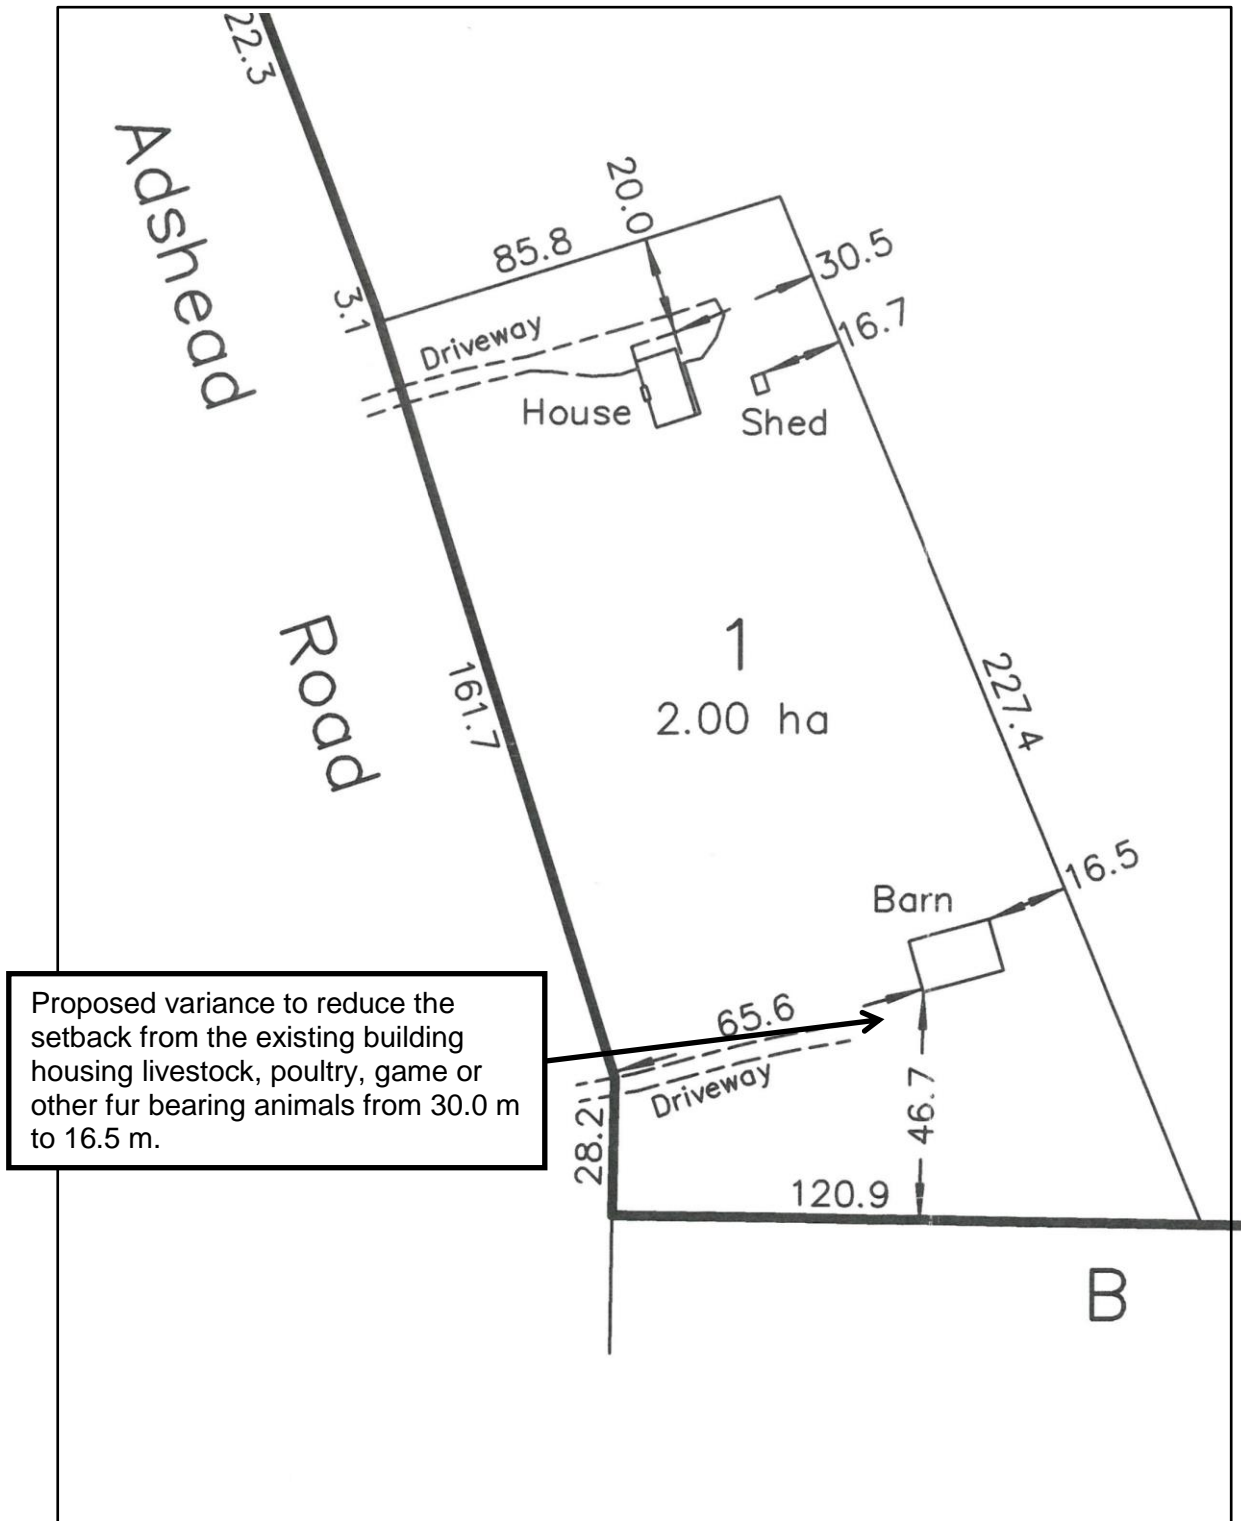 22.3
Adshead
Road
3.1
85.8
20.0
30.5
16.7
Driveway
House
Shed
161.7
1
2.00 ha
227.4
16.5
Barn
Proposed variance to reduce the
setback from the existing building
housing livestock, poultry, game or
other fur bearing animals from 30.0 m
to 16.5 m.
65.6
Driveway
28.2
46.7
120.9
B